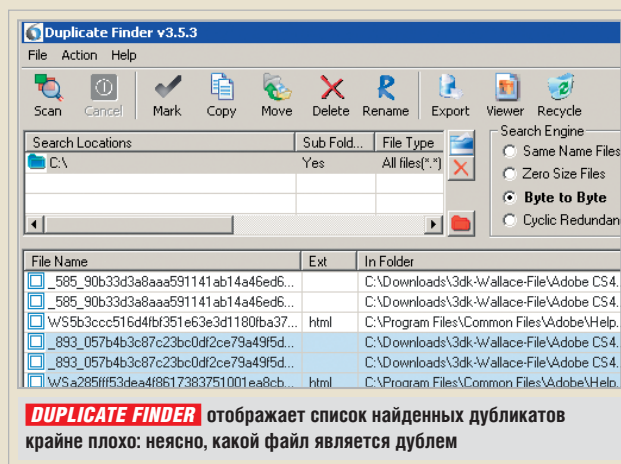 Duplicate Finder v3.5.3
File Action Help
Scan Cancel Mark Copy Move Delete Rename Export Viewer Recycle
Search Locations Sub Fold... File Type
C:\ Yes All files(*.*)
Search Engine
Same Name Files
Zero Size Files
Byte to Byte
Cyclic Redundan
File Name Ext In Folder
_585_90b33d3a8aaa591141ab14a46ed6... C:\Downloads\3dk-Wallace-File\Adobe CS4.
_585_90b33d3a8aaa591141ab14a46ed6... C:\Downloads\3dk-Wallace-File\Adobe CS4.
WS5b3ccc516d4fbf351e63e3d1180fba37... html C:\Program Files\Common Files\Adobe\Help.
_893_057b4b3c87c23bc0df2ce79a49f5d... C:\Downloads\3dk-Wallace-File\Adobe CS4.
_893_057b4b3c87c23bc0df2ce79a49f5d... C:\Downloads\3dk-Wallace-File\Adobe CS4.
WSa285fff53dea4f8617383751001ea8cb... html C:\Program Files\Common Files\Adobe\Help.
DUPLICATE FINDER отображает список найденных дубликатов
крайне плохо: неясно, какой файл является дублем